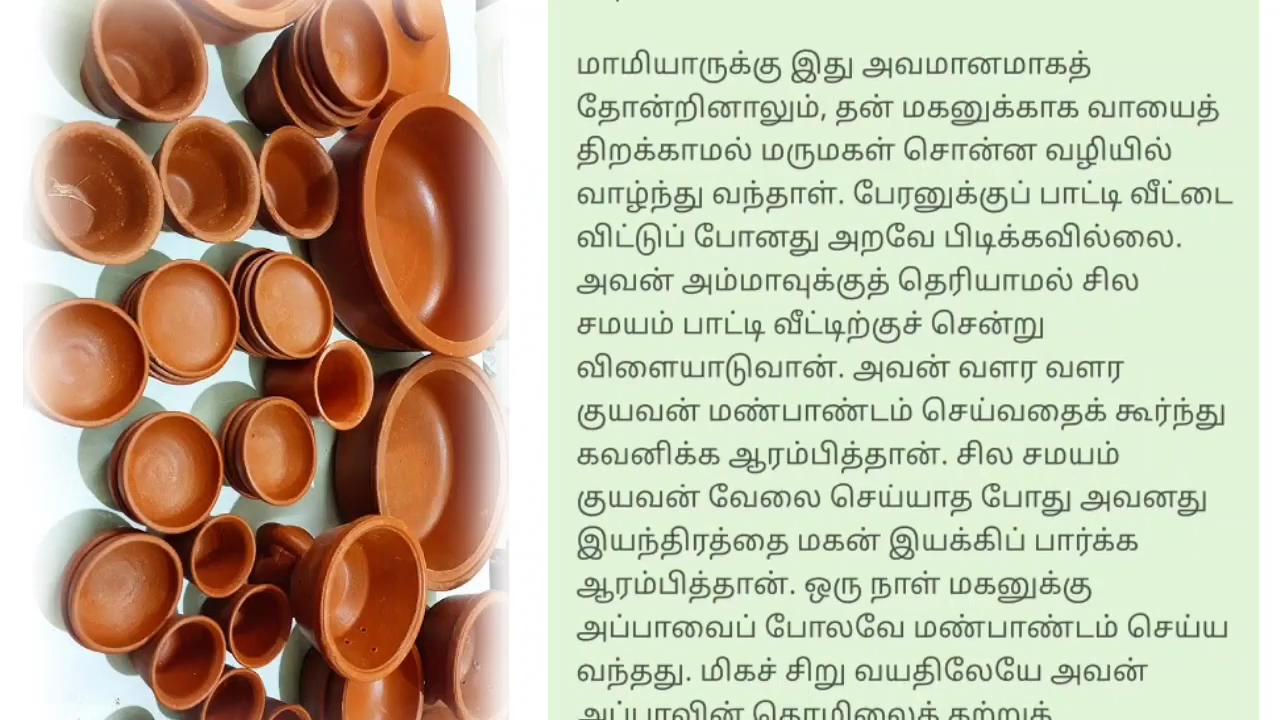 மாமியாருக்கு இது அவமானமாகத்
தோன்றினாலும், தன் மகனுக்காக வாயைத்
திறக்காமல் மருமகள் சொன்ன வழியில்
வாழ்ந்து வந்தாள். பேரனுக்குப் பாட்டி வீட்டை
விட்டுப் போனது அறவே பிடிக்கவில்லை.
அவன் அம்மாவுக்குத் தெரியாமல் சில
சமயம் பாட்டி வீட்டிற்குச் சென்று
விளையாடுவான். அவன் வளர வளர
குயவன் மண்பாண்டம் செய்வதைக் கூர்ந்து
கவனிக்க ஆரம்பித்தான். சில சமயம்
குயவன் வேலை செய்யாத போது அவனது
இயந்திரத்தை மகன் இயக்கிப் பார்க்க
ஆரம்பித்தான். ஒரு நாள் மகனுக்கு
அப்பாவைப் போலவே மண்பாண்டம் செய்ய
வந்தது. மிகச் சிறு வயதிலேயே அவன்
அப்பாவின் தொழிலைக் கற்றுக்